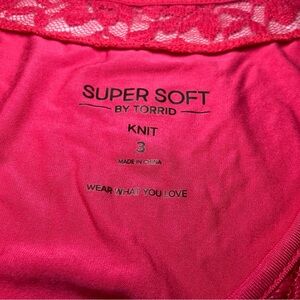 SUPER SOFT
BY TORRID
KNIT
3
MADE IN CHINA
WEAR WHAT YOU LOVE